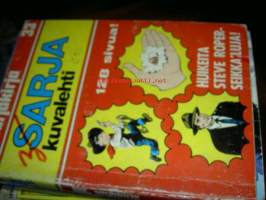 SARJA
kuvalehti
128 sivua!
HUIKEITA
STEVE ROPER-
SEIKKAILUJA!